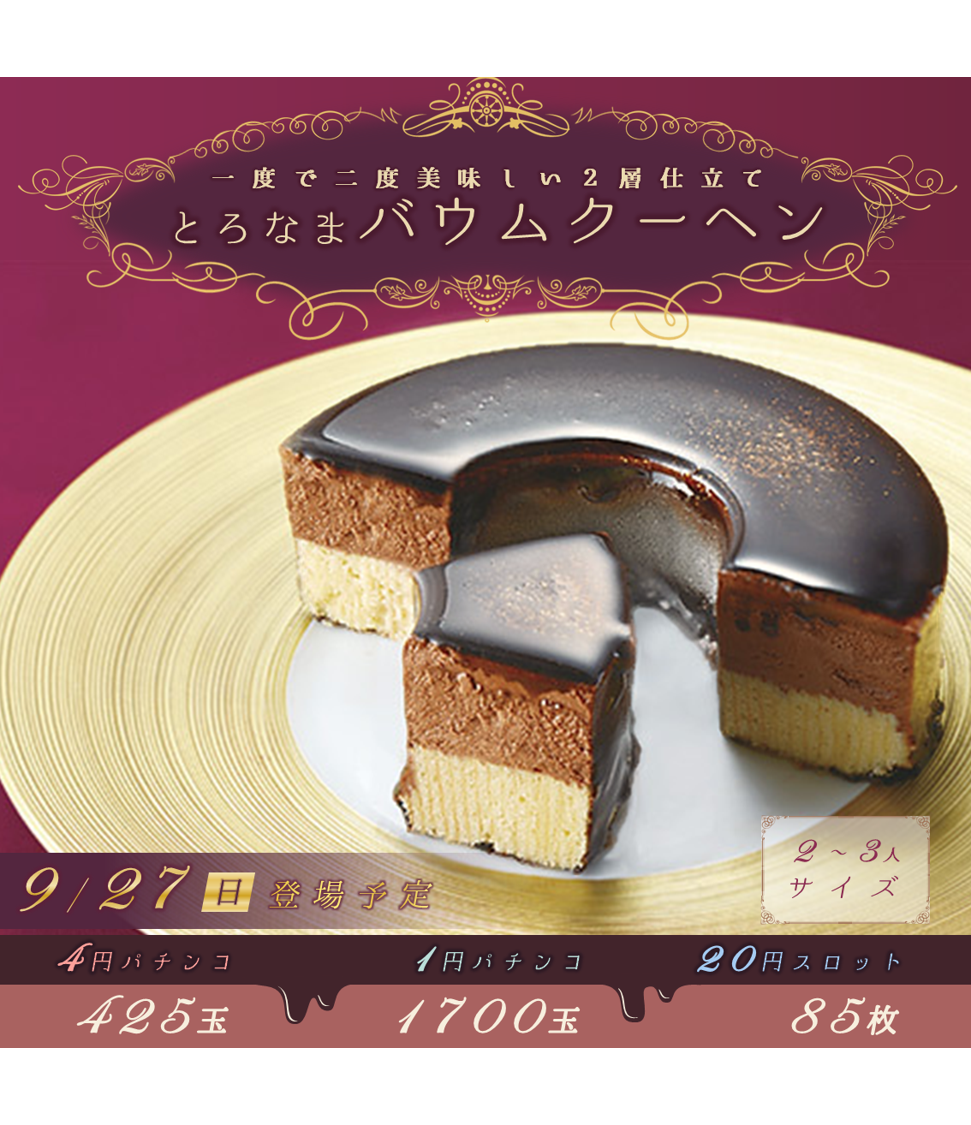 一度で二度美味しい2層仕立て
とろなまバウムクーヘン
2～3人
サイズ
9/27 日 登場予定
4円パチンコ 1円パチンコ 20円スロット
425玉 1700玉 85枚